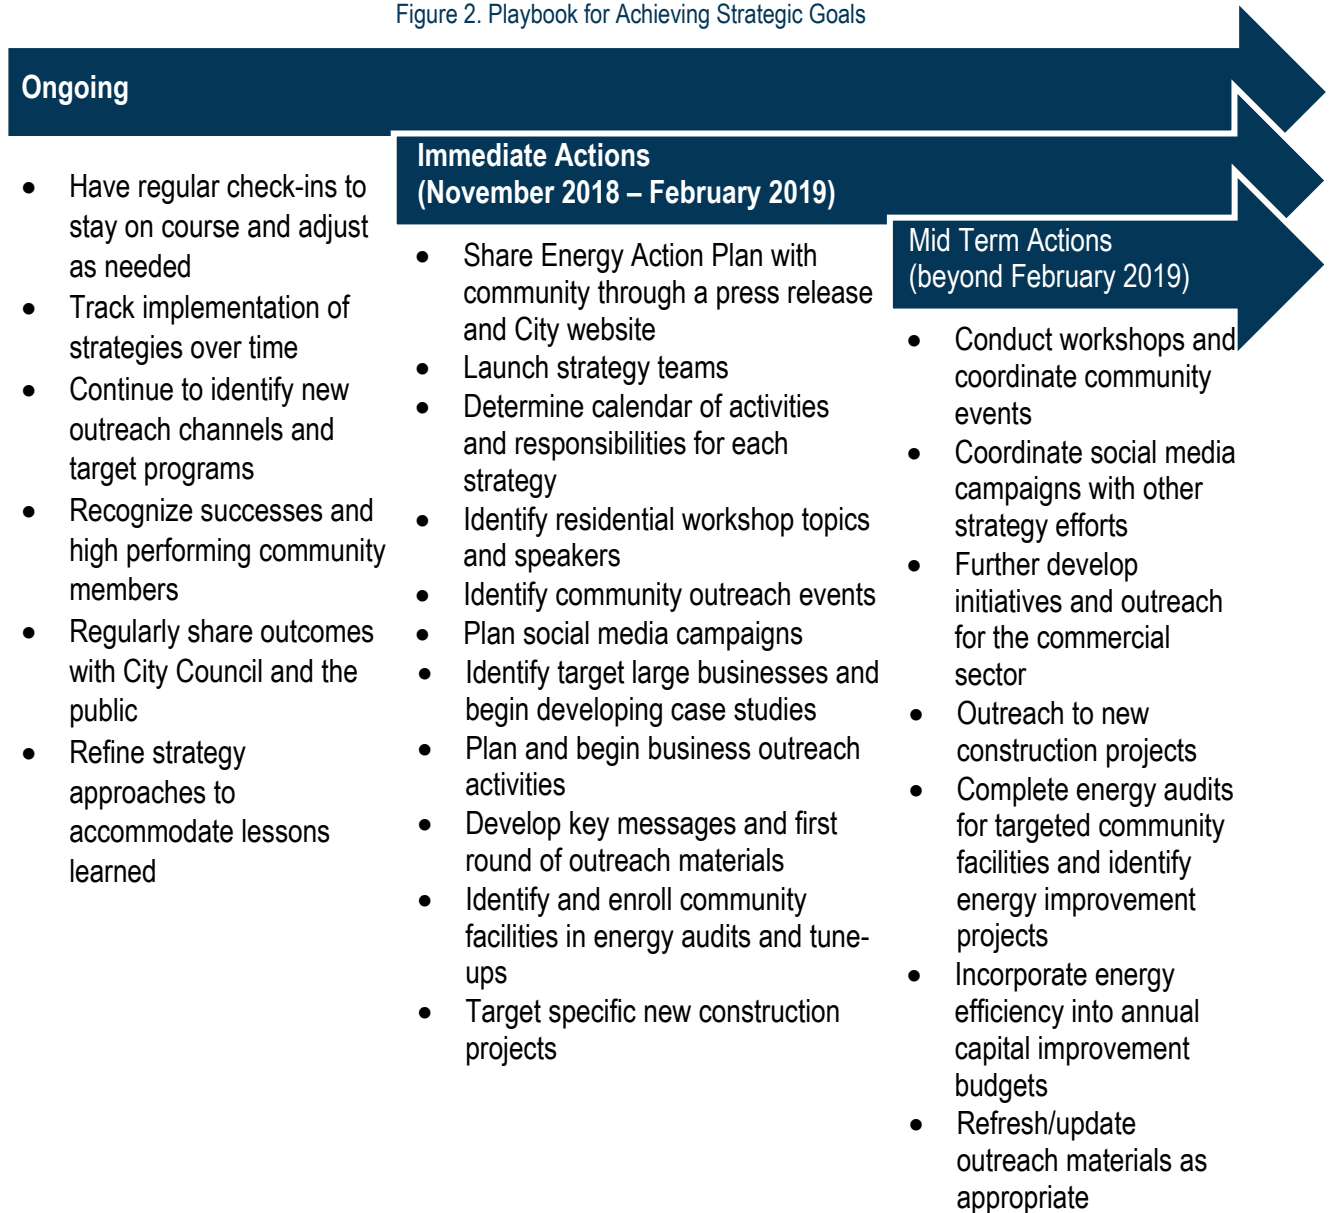 Figure 2. Playbook for Achieving Strategic Goals
Ongoing
• Have regular check-ins to
stay on course and adjust
as needed
• Track implementation of
strategies over time
• Continue to identify new
outreach channels and
target programs
• Recognize successes and
high performing community
members
• Regularly share outcomes
with City Council and the
public
• Refine strategy
approaches to
accommodate lessons
learned
Immediate Actions
(November 2018 – February 2019)
• Share Energy Action Plan with
community through a press release
and City website
• Launch strategy teams
• Determine calendar of activities
and responsibilities for each
strategy
• Identify residential workshop topics
and speakers
• Identify community outreach events
• Plan social media campaigns
• Identify target large businesses and
begin developing case studies
• Plan and begin business outreach
activities
• Develop key messages and first
round of outreach materials
• Identify and enroll community
facilities in energy audits and tune-
ups
• Target specific new construction
projects
Mid Term Actions
(beyond February 2019)
• Conduct workshops and
coordinate community
events
• Coordinate social media
campaigns with other
strategy efforts
• Further develop
initiatives and outreach
for the commercial
sector
• Outreach to new
construction projects
• Complete energy audits
for targeted community
facilities and identify
energy improvement
projects
• Incorporate energy
efficiency into annual
capital improvement
budgets
• Refresh/update
outreach materials as
appropriate